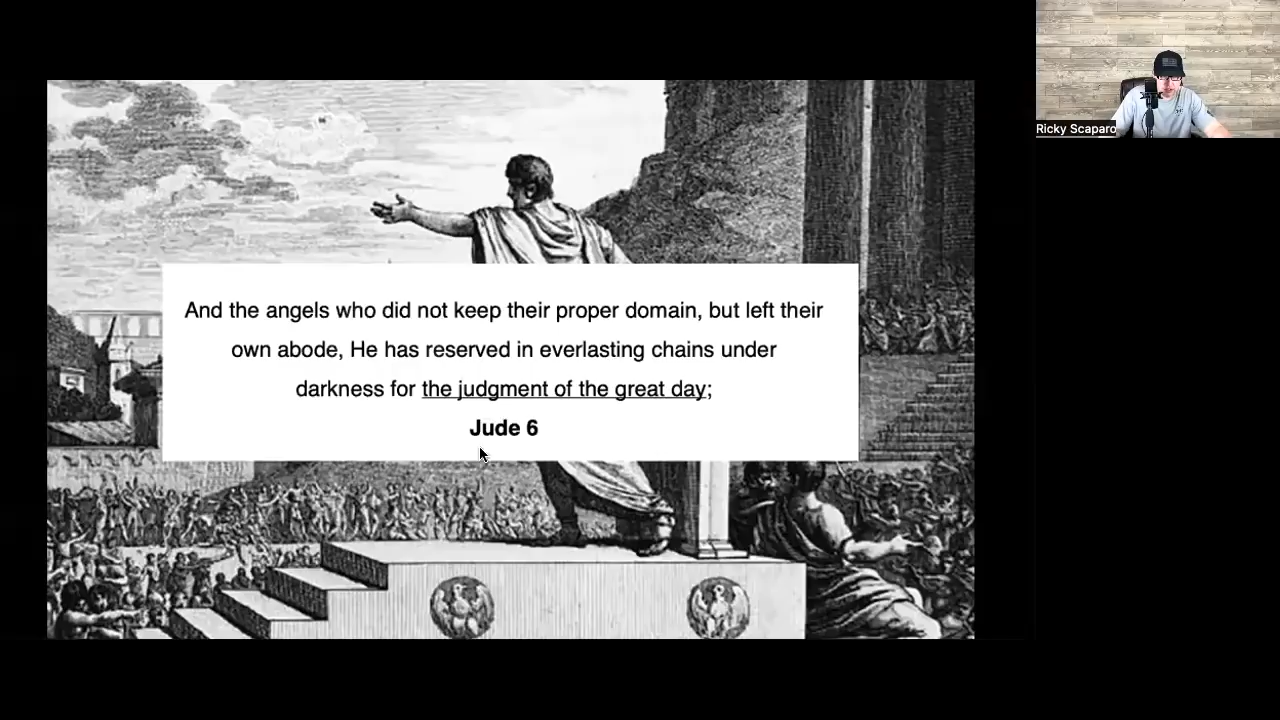 And the angels who did not keep their proper domain, but left their
own abode, He has reserved in everlasting chains under
darkness for the judgment of the great day;
Jude 6
Ricky Scaparo